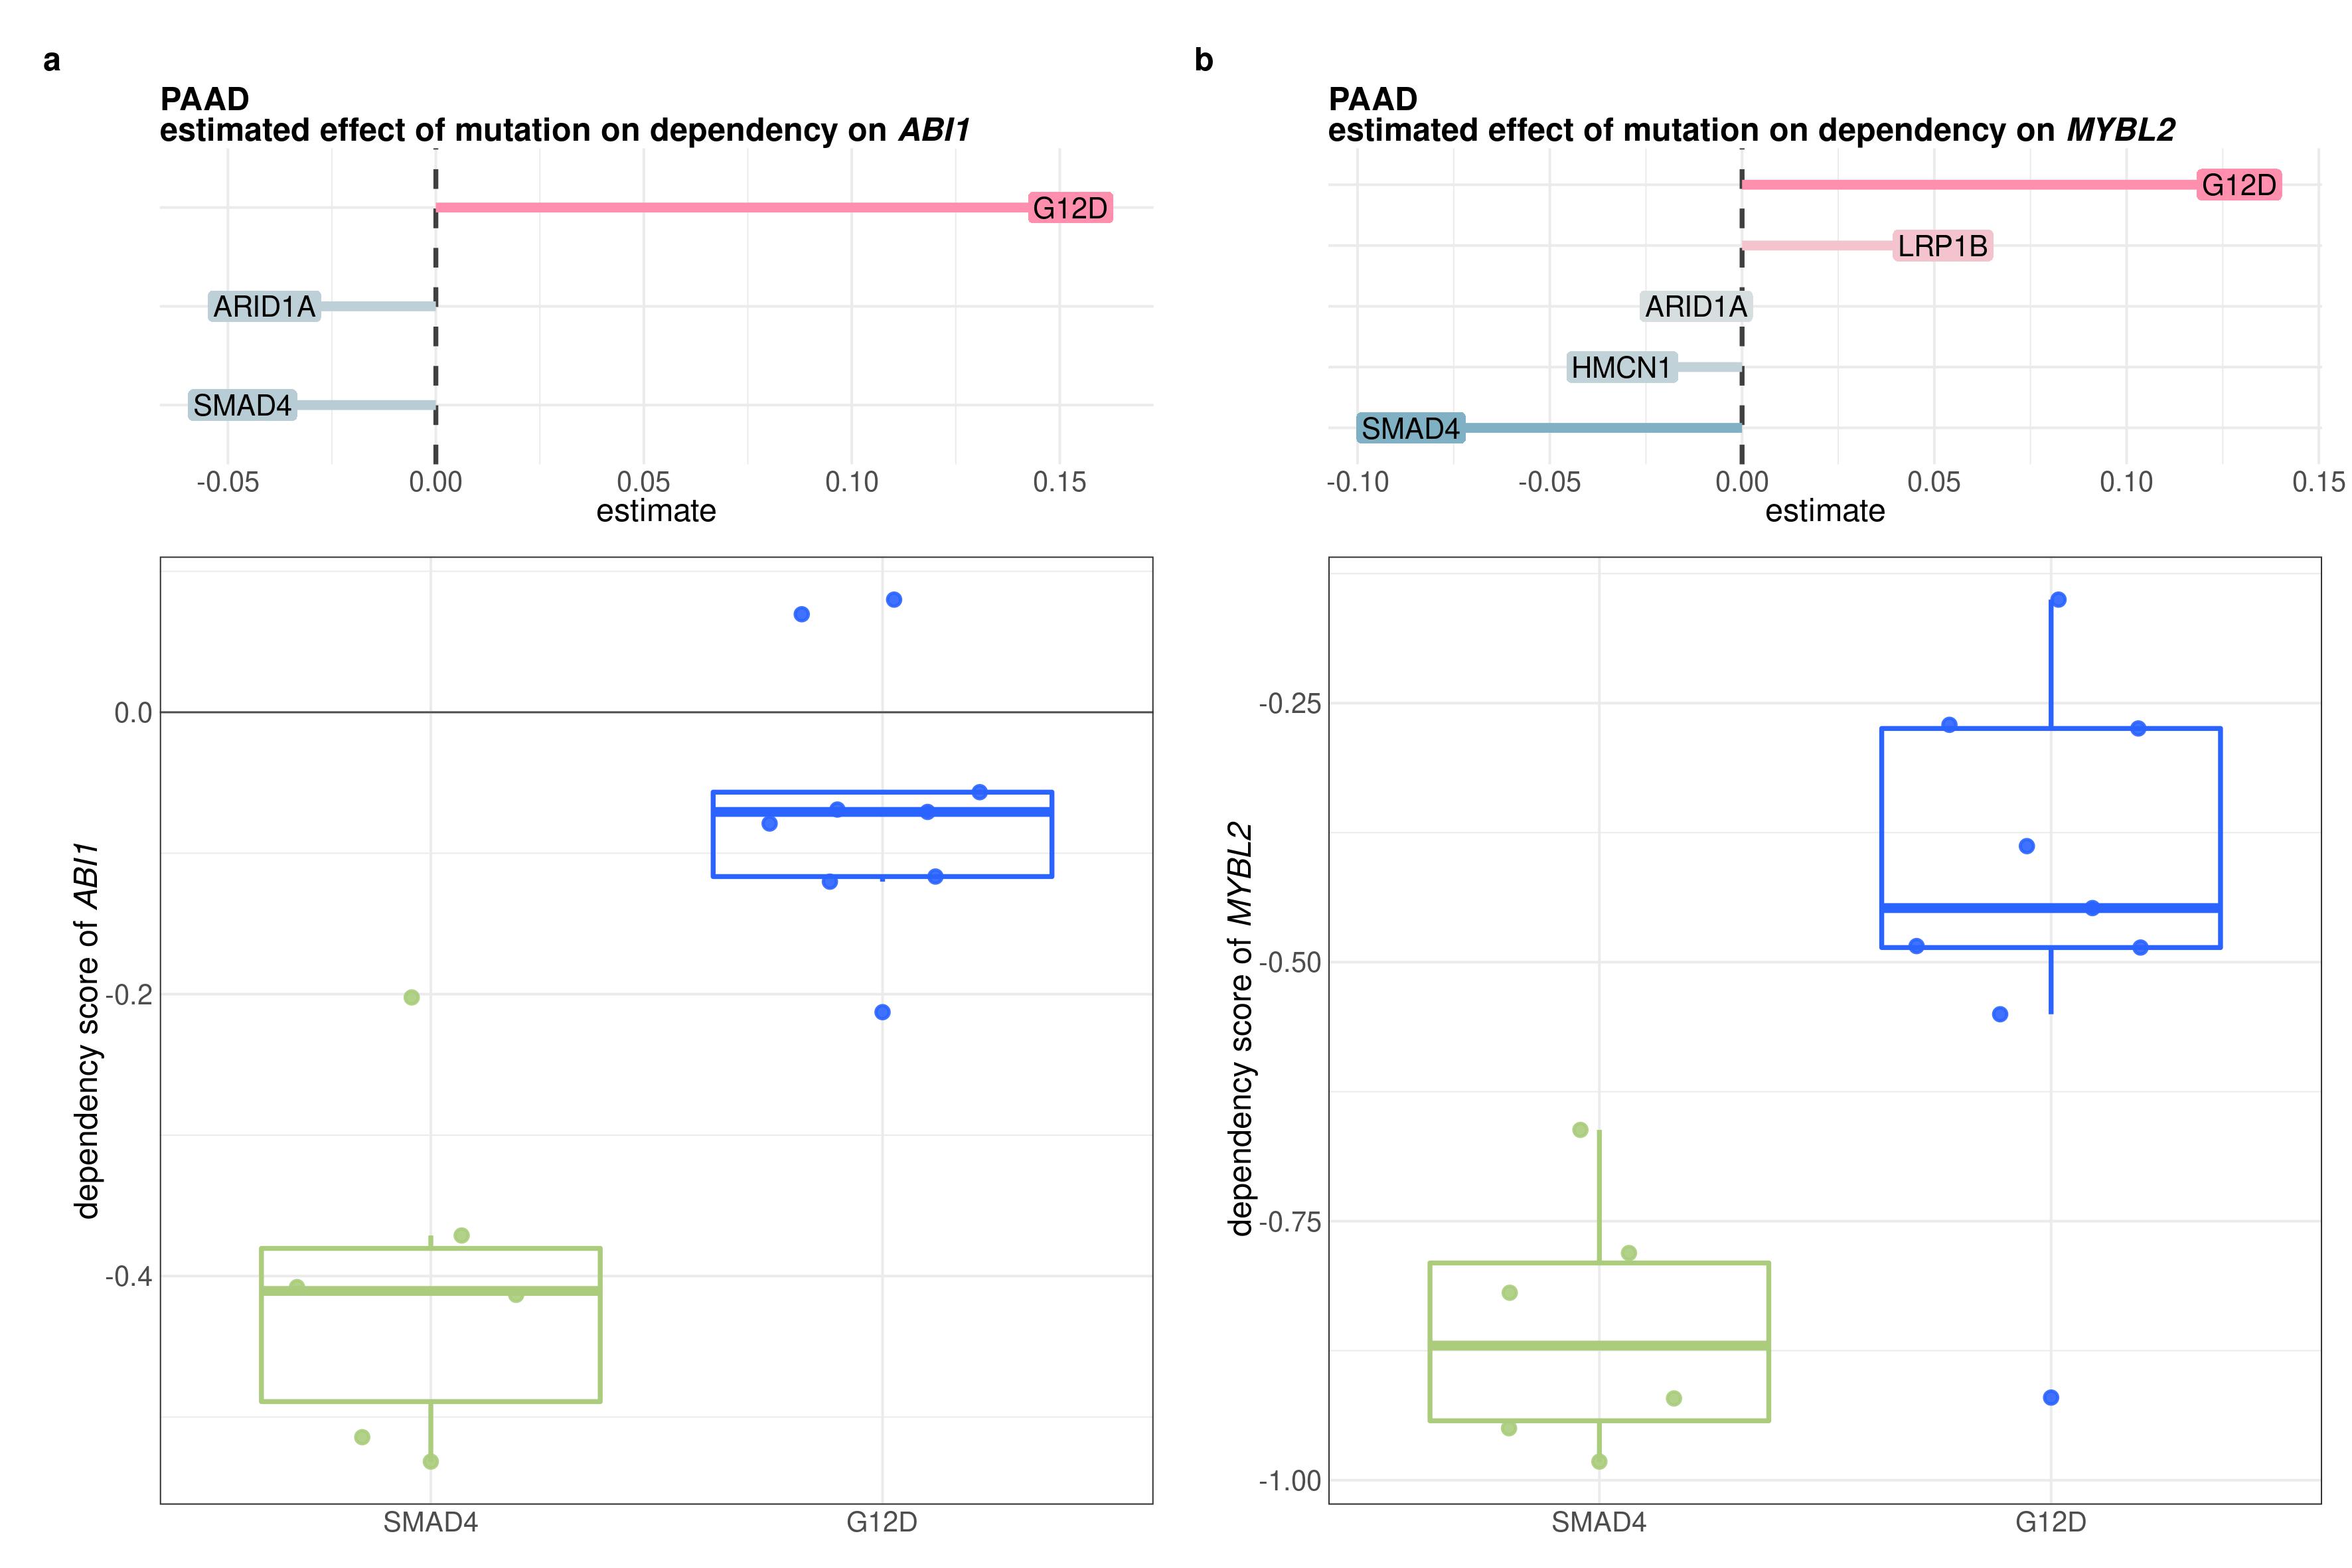 a
PAAD
estimated effect of mutation on dependency on ABI1
G12D
ARID1A
SMAD4
-0.05 0.00 0.05 0.10 0.15
estimate
dependency score of ABI1
0.0
-0.2
-0.4
SMAD4 G12D
b
PAAD
estimated effect of mutation on dependency on MYBL2
G12D
LRP1B
ARID1A
HMCN1
SMAD4
-0.10 -0.05 0.00 0.05 0.10 0.15
estimate
dependency score of MYBL2
-0.25
-0.50
-0.75
-1.00
SMAD4 G12D